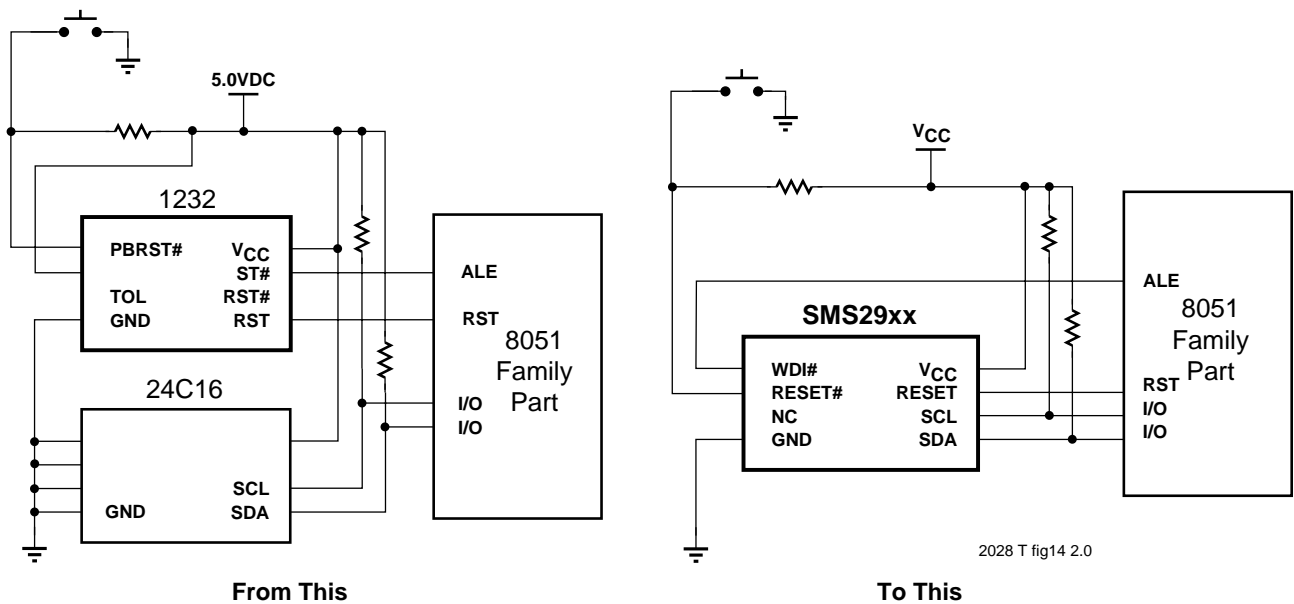 5.0VDC
1232
PBRST#
TOL
GND
VCC
ST#
RST#
RST
ALE
RST
I/O
I/O
8051
Family
Part
24C16
GND
SCL
SDA
From This
VCC
SMS29xx
WDI#
RESET#
NC
GND
VCC
RESET
SCL
SDA
ALE
RST
I/O
I/O
8051
Family
Part
2028 T fig14 2.0
To This